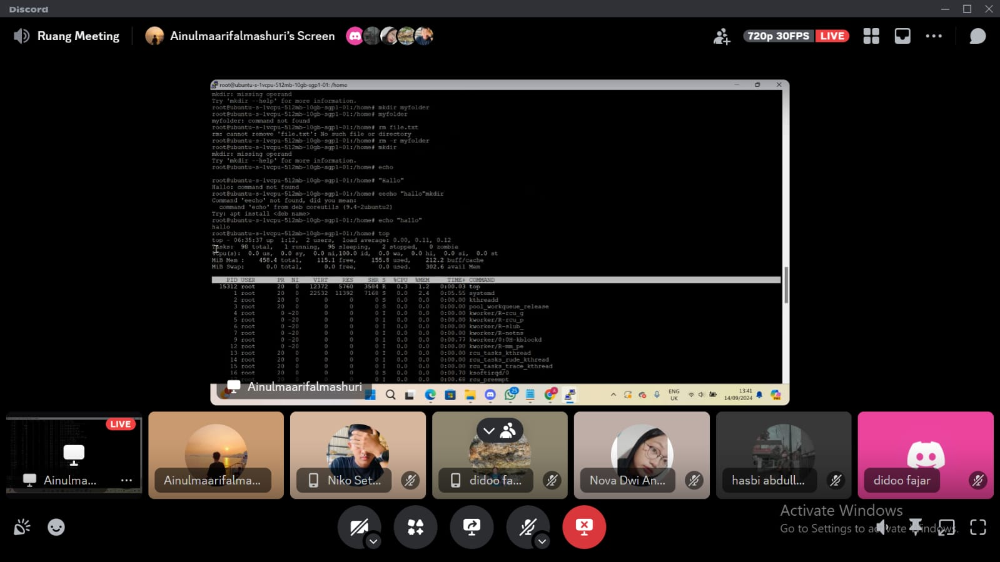 Discord
Ruang Meeting
Ainulmaarifalmashuri's Screen
720p 30FPS LIVE
root@ubuntu-s-1vcpu-512mb-10gb-sgp1-01: /home
mkdir: missing operand
Try 'mkdir --help' for more information.
root@ubuntu-s-1vcpu-512mb-10gb-sgp1-01:/home# mkdir myfolder
root@ubuntu-s-1vcpu-512mb-10gb-sgp1-01:/home# myfolder
myfolder: command not found
root@ubuntu-s-1vcpu-512mb-10gb-sgp1-01:/home# rm file.txt
rm: cannot remove 'file.txt': No such file or directory
root@ubuntu-s-1vcpu-512mb-10gb-sgp1-01:/home# rm -r myfolder
root@ubuntu-s-1vcpu-512mb-10gb-sgp1-01:/home# mkdir
mkdir: missing operand
Try 'mkdir --help' for more information.
root@ubuntu-s-1vcpu-512mb-10gb-sgp1-01:/home# echo
root@ubuntu-s-1vcpu-512mb-10gb-sgp1-01:/home# "Hallo"
Hallo: command not found
root@ubuntu-s-1vcpu-512mb-10gb-sgp1-01:/home# eecho "hallo"mkdir
Command 'eecho' not found, did you mean:
command 'echo' from deb coreutils (9.4-2ubuntu2)
Try: apt install <deb name>
root@ubuntu-s-1vcpu-512mb-10gb-sgp1-01:/home# echo "hallo"
hallo
root@ubuntu-s-1vcpu-512mb-10gb-sgp1-01:/home# top
top - 06:35:37 up 1:12, 2 users, load average: 0.00, 0.11, 0.12
Tasks: 98 total, 1 running, 95 sleeping, 2 stopped, 0 zombie
%Cpu(s): 0.0 us, 0.0 sy, 0.0 ni,100.0 id, 0.0 wa, 0.0 hi, 0.0 si, 0.0 st
MiB Mem : 458.4 total, 115.1 free, 155.8 used, 212.2 buff/cache
MiB Swap: 0.0 total, 0.0 free, 0.0 used. 302.6 avail Mem
PID USER PR NI VIRT RES SHR S %CPU %MEM TIME+ COMMAND
15312 root 20 0 12372 5760 3584 R 0.3 1.2 0:00.03 top
1 root 20 0 22532 11392 7168 S 0.0 2.4 0:05.55 systemd
2 root 20 0 0 0 0 S 0.0 0.0 0:00.00 kthreadd
3 root 20 0 0 0 0 S 0.0 0.0 0:00.00 pool_workqueue_release
4 root 0 -20 0 0 0 I 0.0 0.0 0:00.00 kworker/R-rcu_g
5 root 0 -20 0 0 0 I 0.0 0.0 0:00.00 kworker/R-rcu_p
6 root 0 -20 0 0 0 I 0.0 0.0 0:00.00 kworker/R-slub_
7 root 0 -20 0 0 0 I 0.0 0.0 0:00.00 kworker/R-netns
9 root 0 -20 0 0 0 I 0.0 0.0 0:00.77 kworker/0:0H-kblockd
12 root 0 -20 0 0 0 I 0.0 0.0 0:00.00 kworker/R-mm_pe
13 root 20 0 0 0 0 I 0.0 0.0 0:00.00 rcu_tasks_kthread
14 root 20 0 0 0 0 I 0.0 0.0 0:00.00 rcu_tasks_rude_kthread
15 root 20 0 0 0 0 I 0.0 0.0 0:00.00 rcu_tasks_trace_kthread
16 root 20 0 0 0 0 S 0.0 0.0 0:00.70 ksoftirqd/0
17 root 20 0 0 0 0 I 0.0 0.0 0:00.68 rcu_preempt
Ainulmaarifalmashuri
25
ENG
UK
13:41
14/09/2024
LIVE
Ainulma...
Ainulmaarifalma...
Niko Set...
didoo fa...
Nova Dwi An...
hasbi abdull...
didoo fajar
Activate Windows
Go to Settings to activate Windows.